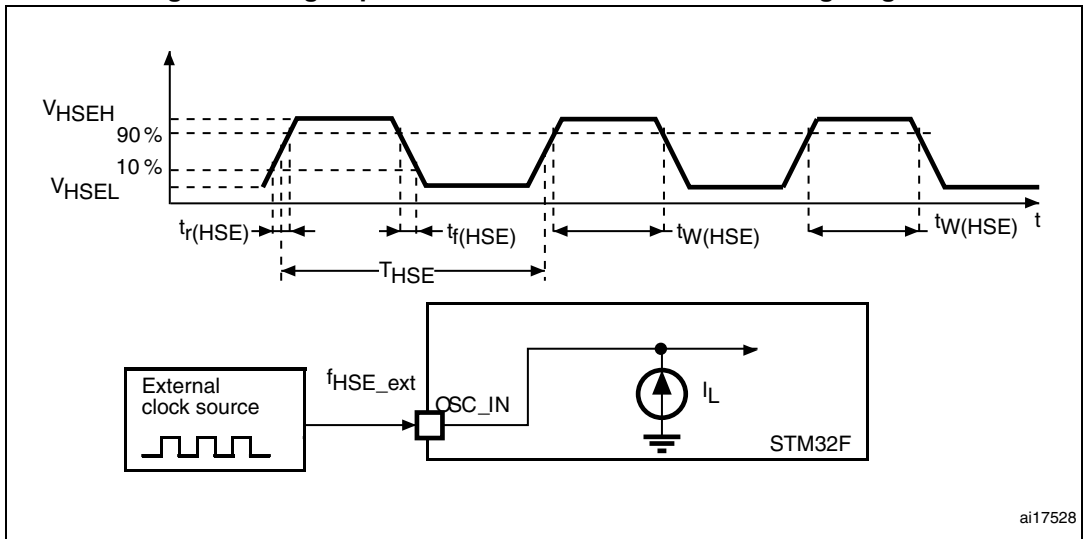 VHSEH
90 %
10 %
VHSEL
tr(HSE)
tf(HSE)
tW(HSE)
tW(HSE)
t
THSE
External
clock source
fHSE_ext
OSC_IN
IL
STM32F
ai17528